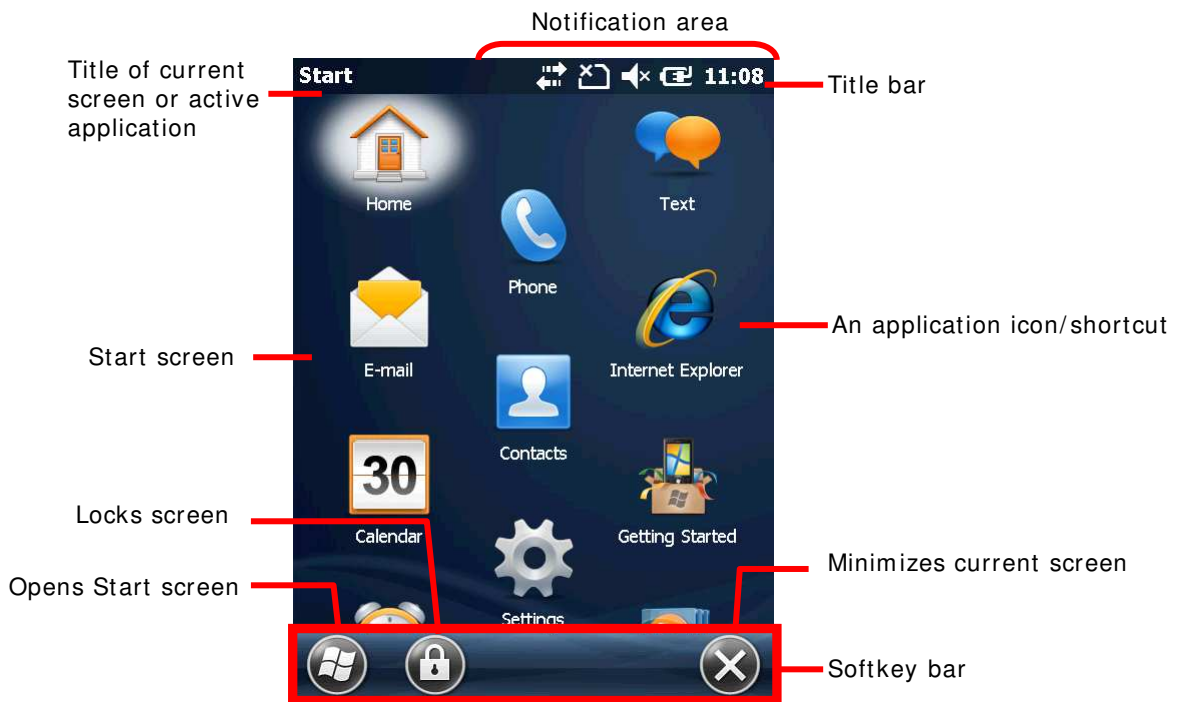 Notification area
Title of current
screen or active
application
Start
11:08
Title bar
Home
Text
Phone
An application icon/shortcut
Start screen
E-mail
Internet Explorer
30
Contacts
Locks screen
Calendar
Getting Started
Minimizes current screen
Opens Start screen
Settings
Softkey bar